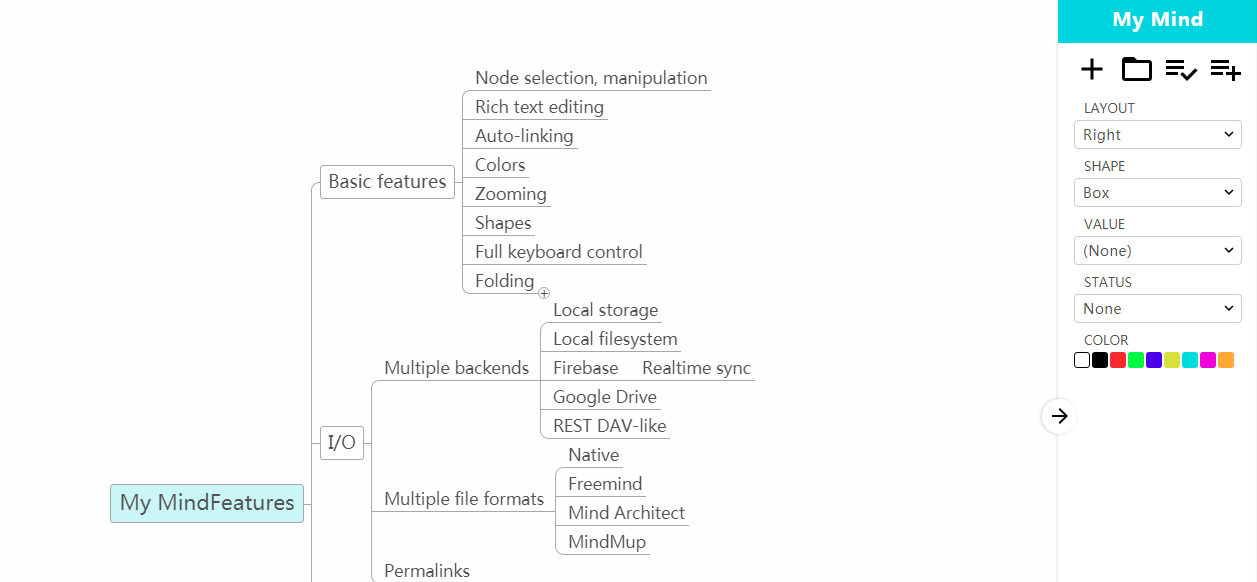 My Mind
Node selection, manipulation
Rich text editing
Auto-linking
Colors
Basic features
Zooming
Shapes
Full keyboard control
Folding
Local storage
Local filesystem
Multiple backends
Firebase
Realtime sync
Google Drive
REST DAV-like
I/O
Native
Freemind
Multiple file formats
Mind Architect
MindMup
My MindFeatures
Permalinks
LAYOUT
Right
SHAPE
Box
VALUE
(None)
STATUS
None
COLOR